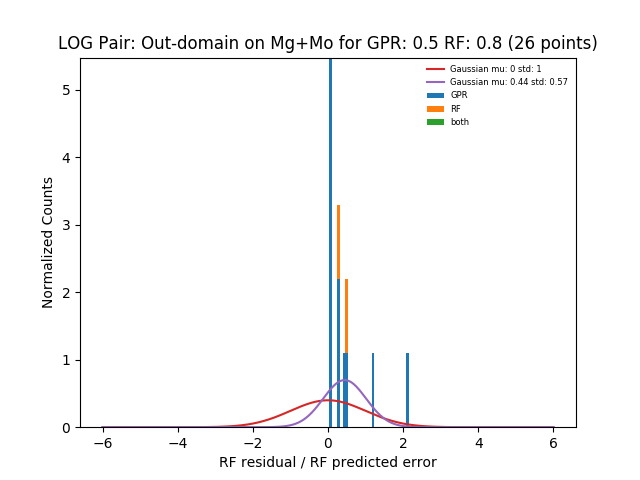 LOG Pair: Out-domain on Mg+Mo for GPR: 0.5 RF: 0.8 (26 points)
Gaussian mu: 0 std: 1
Gaussian mu: 0.44 std: 0.57
GPR
RF
both
Normalized Counts
5
4
3
2
1
0
−6 −4 −2 0 2 4 6
RF residual / RF predicted error